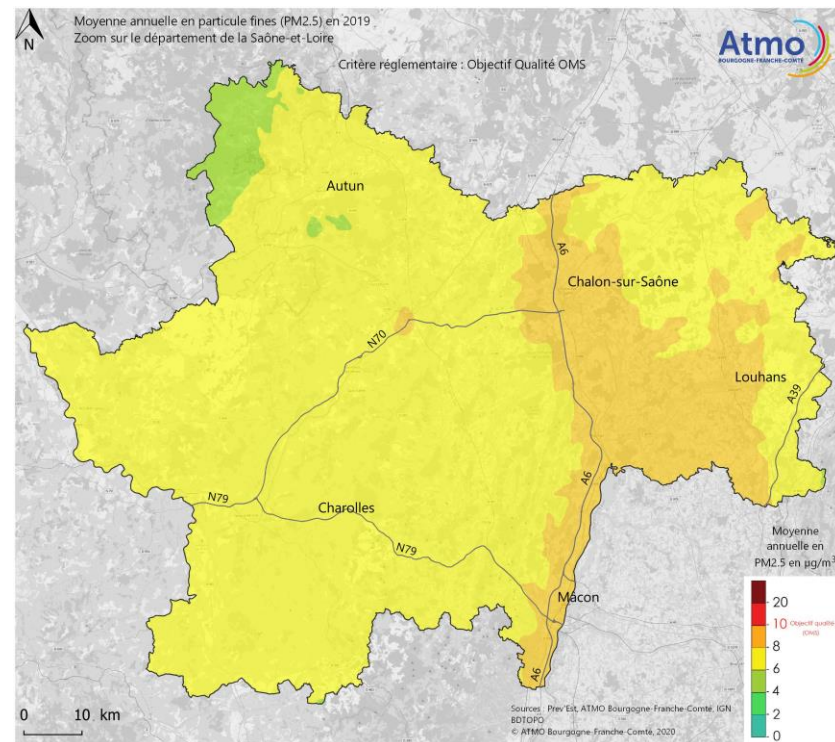 Moyenne annuelle en particule fines (PM2.5) en 2019
Zoom sur le département de la Saône-et-Loire
Critère réglementaire : Objectif Qualité OMS
Atmo
BOURGOGNE-FRANCHE-COMTÉ
N
Autun
A6
Chalon-sur-Saône
N70
Louhans
A39
A6
N79
Charolles
N79
Mâcon
A6
Moyenne
annuelle en
PM2.5 en µg/m³
20
10 Objectif qualité
(OMS)
8
6
4
2
0
0 10 km
Sources : Prev'Est, ATMO Bourgogne-Franche-Comté, IGN
BDTOPO
© ATMO Bourgogne-Franche-Comté, 2020